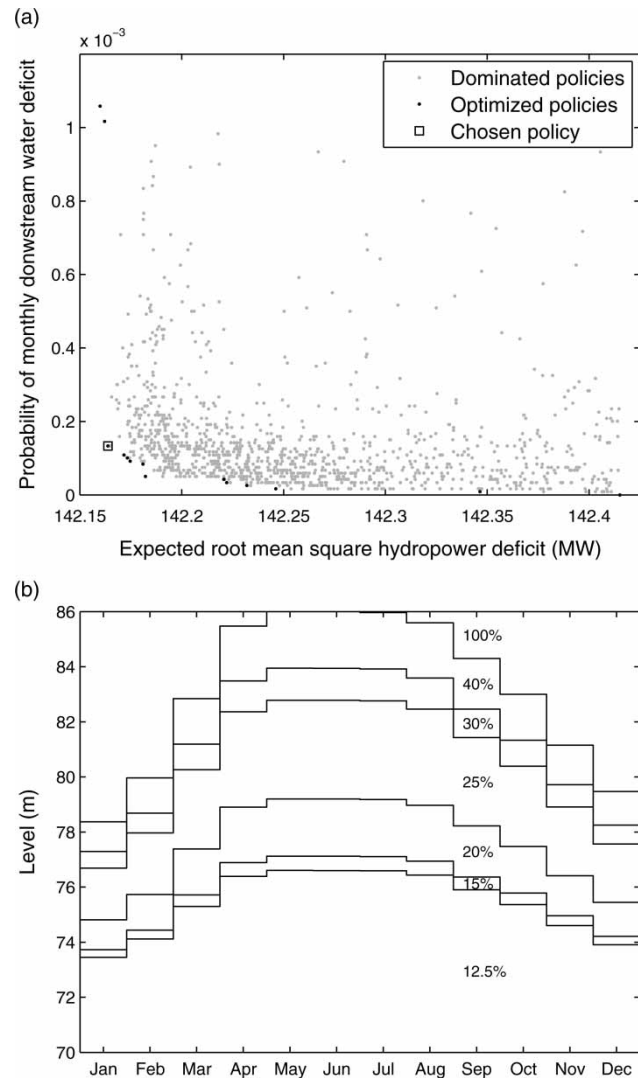 (a)
x 10⁻³
Dominated policies
Optimized policies
Chosen policy
Probability of monthly donwstream water deficit
1
0.8
0.6
0.4
0.2
0
142.15 142.2 142.25 142.3 142.35 142.4
Expected root mean square hydropower deficit (MW)
(b)
Level (m)
86
84
82
80
78
76
74
72
70
100%
40%
30%
25%
20%
15%
12.5%
Jan Feb Mar Apr May Jun Jul Aug Sep Oct Nov Dec